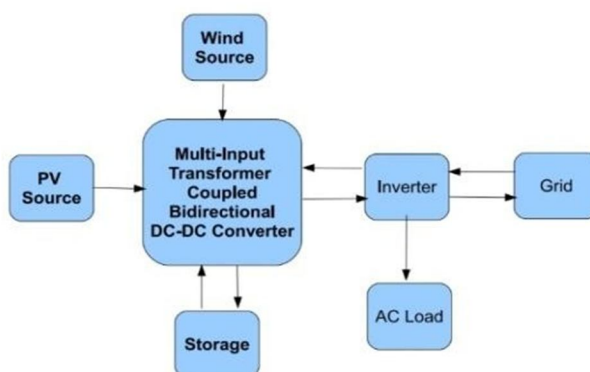 Wind
Source
PV
Source
Multi-Input
Transformer
Coupled
Bidirectional
DC-DC Converter
Inverter
Grid
AC Load
Storage